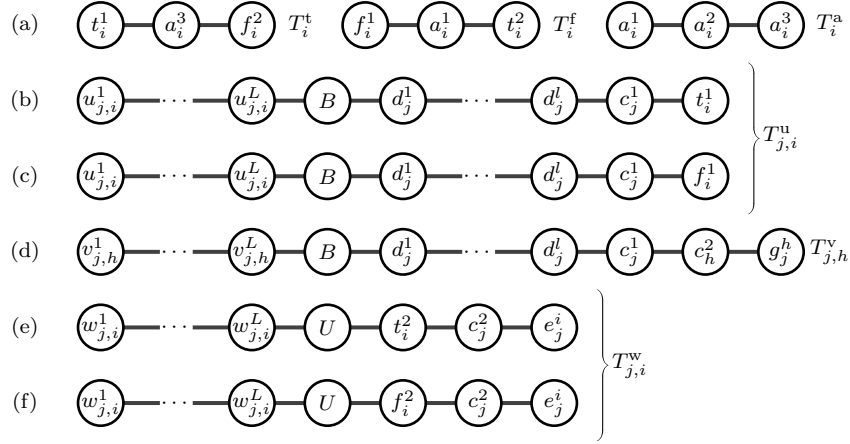 (a) t_i^1 a_i^3 f_i^2 T_i^t f_i^1 a_i^1 t_i^2 T_i^f a_i^1 a_i^2 a_i^3 T_i^a
(b) u_{j,i}^1 ··· u_{j,i}^L B d_j^1 ··· d_j^l c_j^1 t_i^1
T_{j,i}^u
(c) u_{j,i}^1 ··· u_{j,i}^L B d_j^1 ··· d_j^l c_j^1 f_i^1
(d) v_{j,h}^1 ··· v_{j,h}^L B d_j^1 ··· d_j^l c_j^1 c_h^2 g_j^h T_{j,h}^v
(e) w_{j,i}^1 ··· w_{j,i}^L U t_i^2 c_j^2 e_j^i
T_{j,i}^w
(f) w_{j,i}^1 ··· w_{j,i}^L U f_i^2 c_j^2 e_j^i